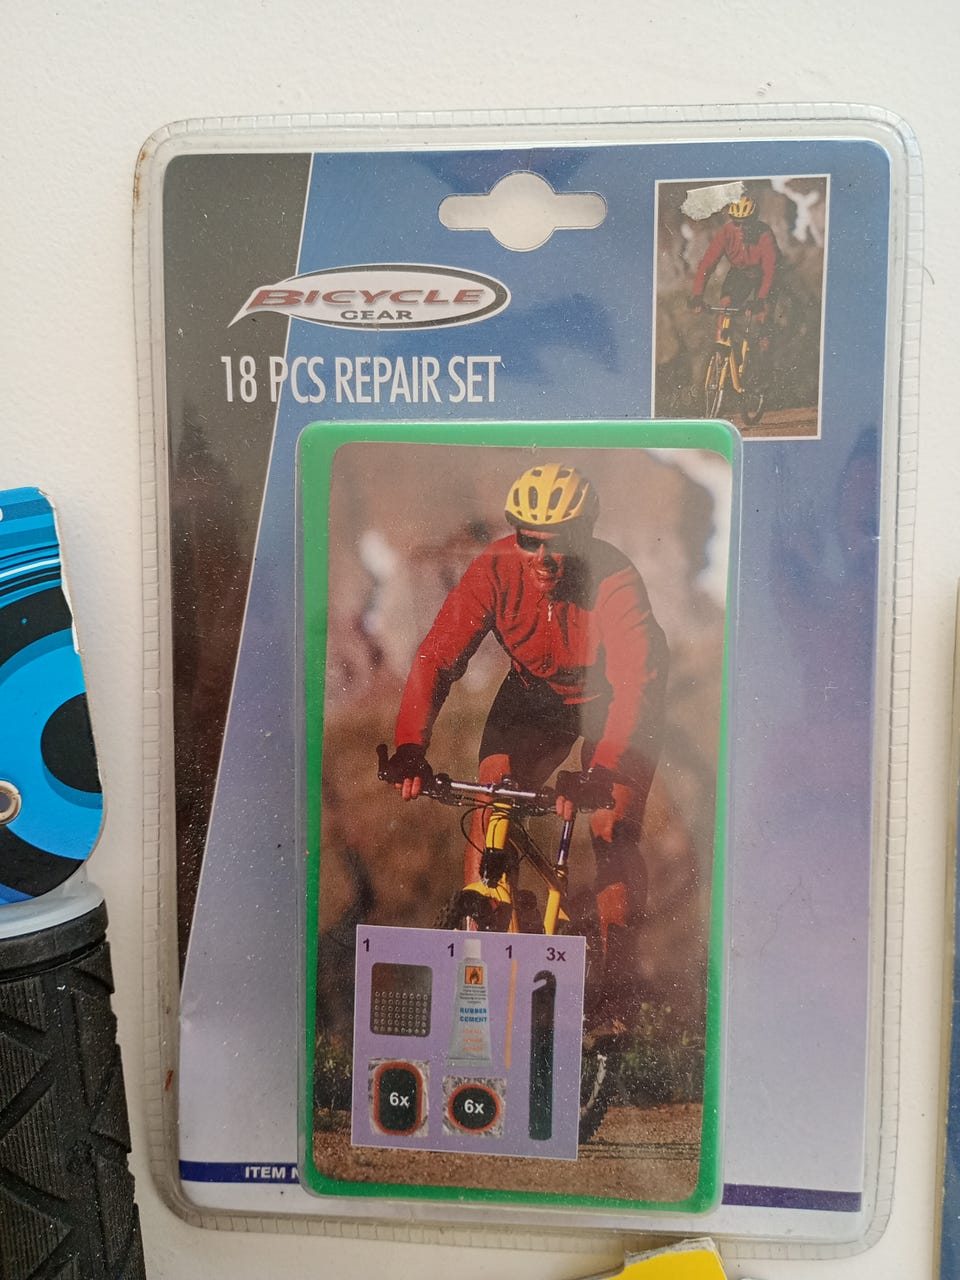 BICYCLE
GEAR
18 PCS REPAIR SET
1
1
1
3x
RUBBER
CEMENT
6x
6x
ITEM